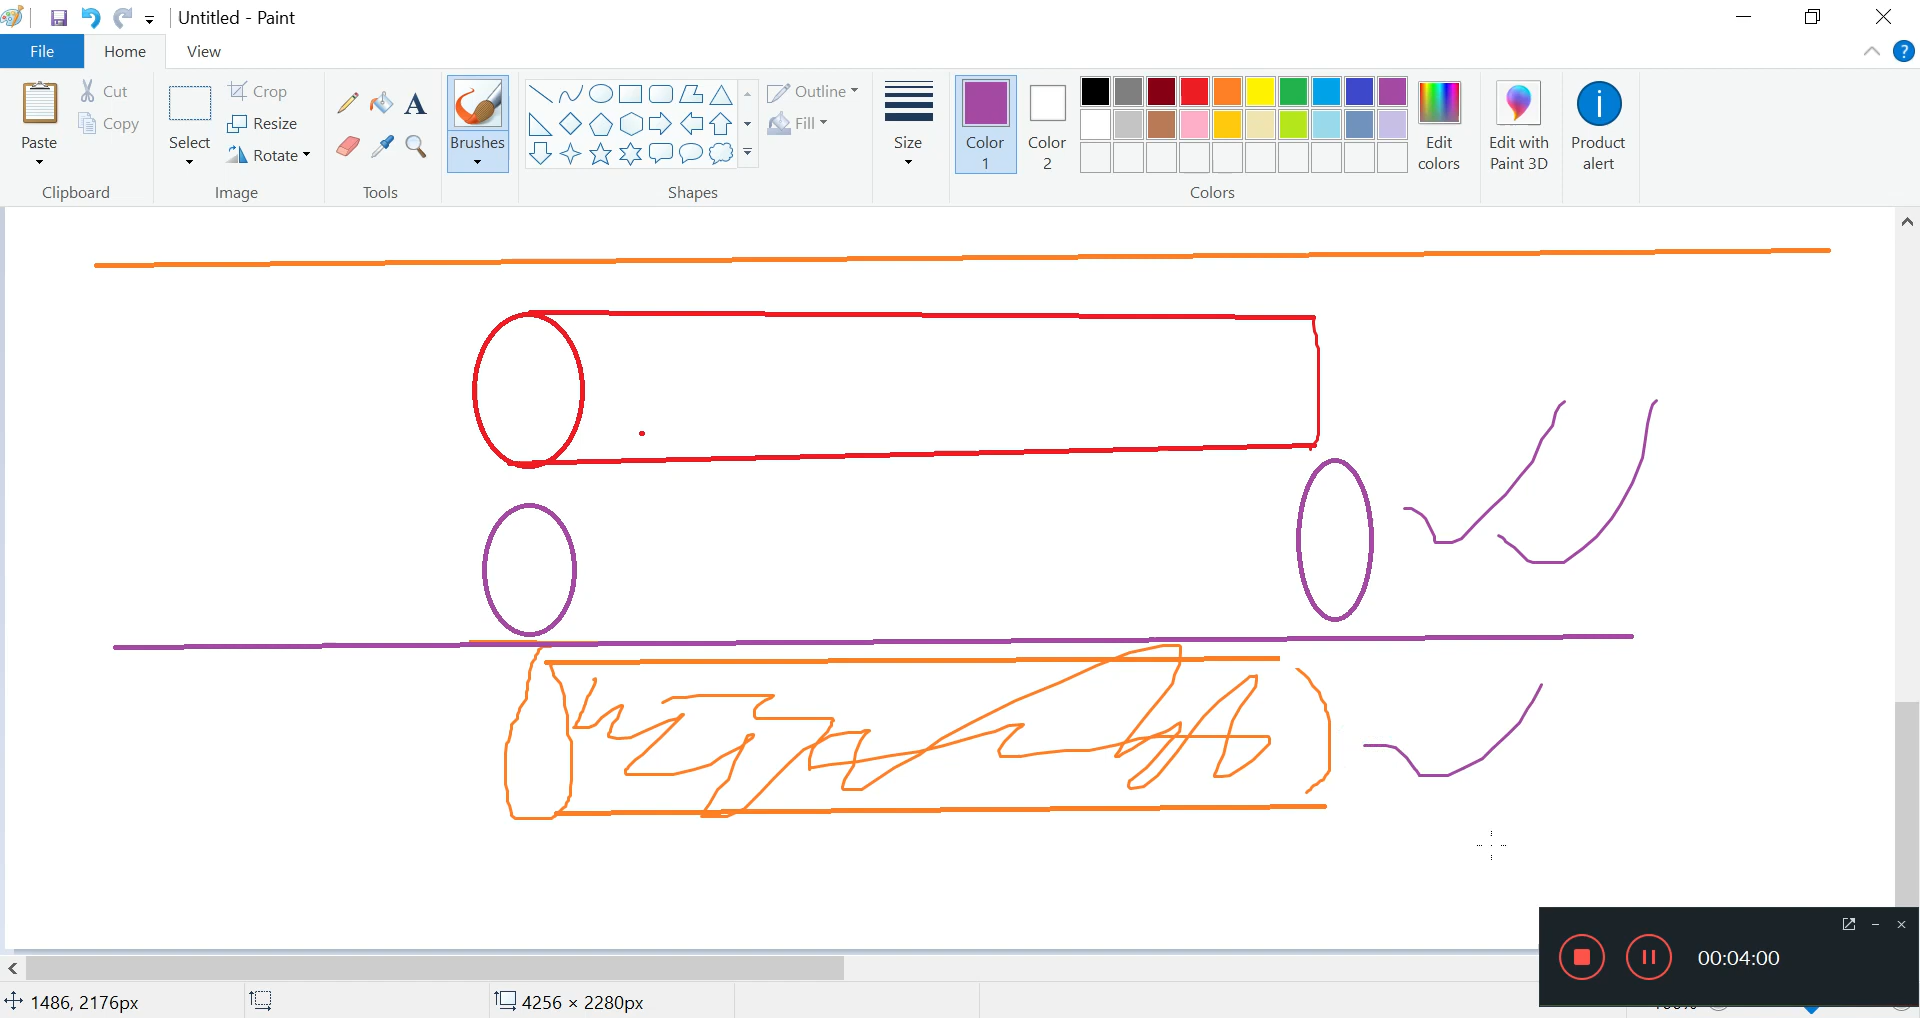 Untitled - Paint
File Home View ?
Paste
Cut
Copy
Clipboard
Select
Crop
Resize
Rotate
Image
A
Tools
Brushes
Shapes
Outline
Fill
Size
Color 1
Color 2
Colors
Edit colors
Edit with Paint 3D
Product alert
00:04:00
1486, 2176px
4256 × 2280px